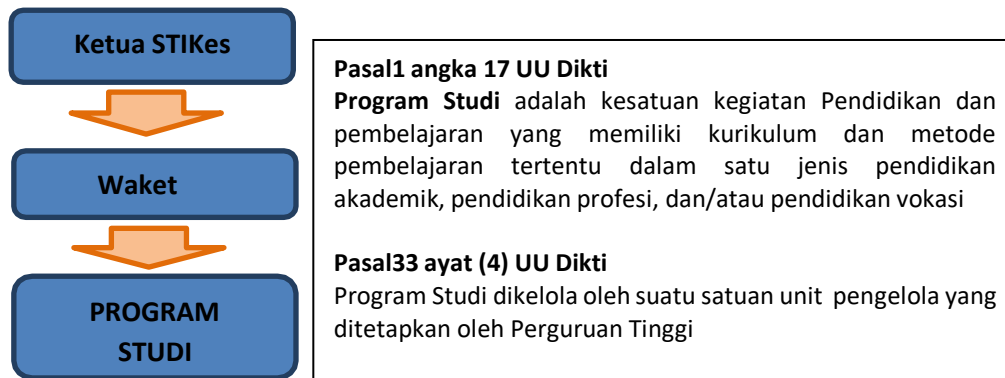 Ketua STIKes
Waket
PROGRAM
STUDI
Pasal1 angka 17 UU Dikti
Program Studi adalah kesatuan kegiatan Pendidikan dan
pembelajaran yang memiliki kurikulum dan metode
pembelajaran tertentu dalam satu jenis pendidikan
akademik, pendidikan profesi, dan/atau pendidikan vokasi
Pasal33 ayat (4) UU Dikti
Program Studi dikelola oleh suatu satuan unit pengelola yang
ditetapkan oleh Perguruan Tinggi